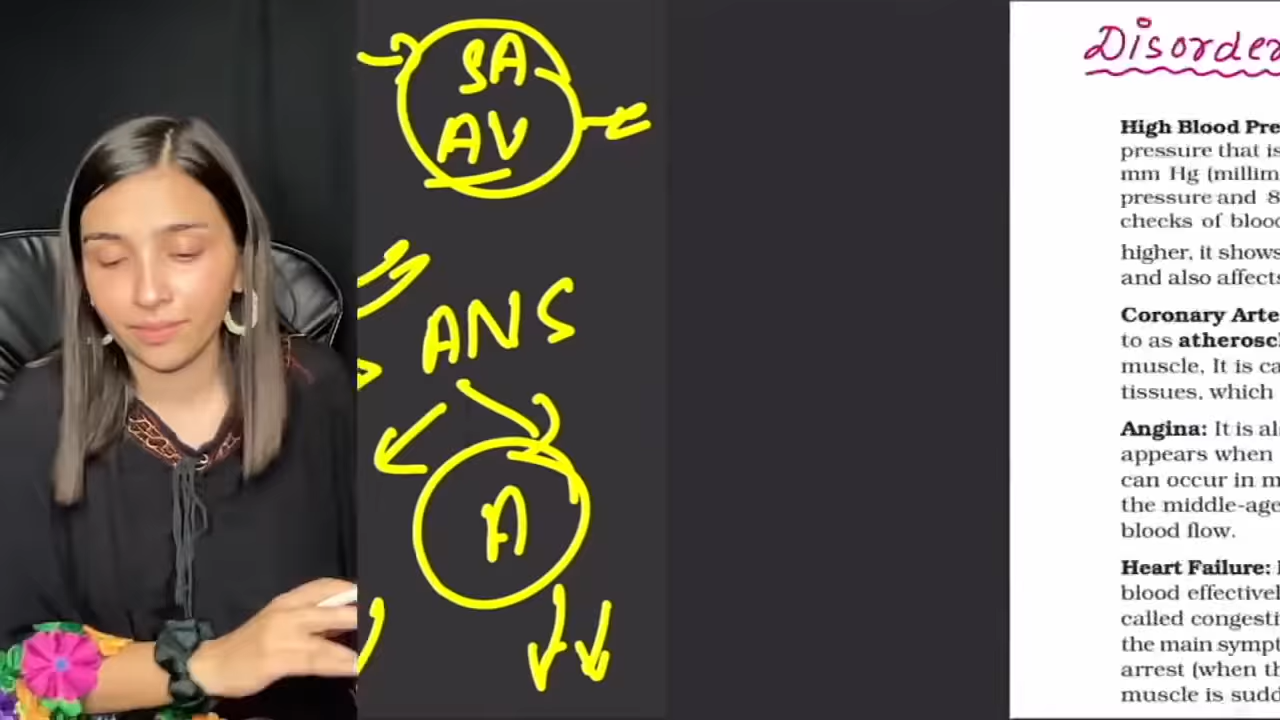 SA
AV
ANS
A
Disorder
High Blood Pre
pressure that is
mm Hg (millim
pressure and 8
checks of blood
higher, it shows
and also affects
Coronary Arte
to as atheroscl
muscle, It is ca
tissues, which
Angina: It is al
appears when
can occur in m
the middle-age
blood flow.
Heart Failure:
blood effectivel
called congesti
the main sympt
arrest (when th
muscle is sudd